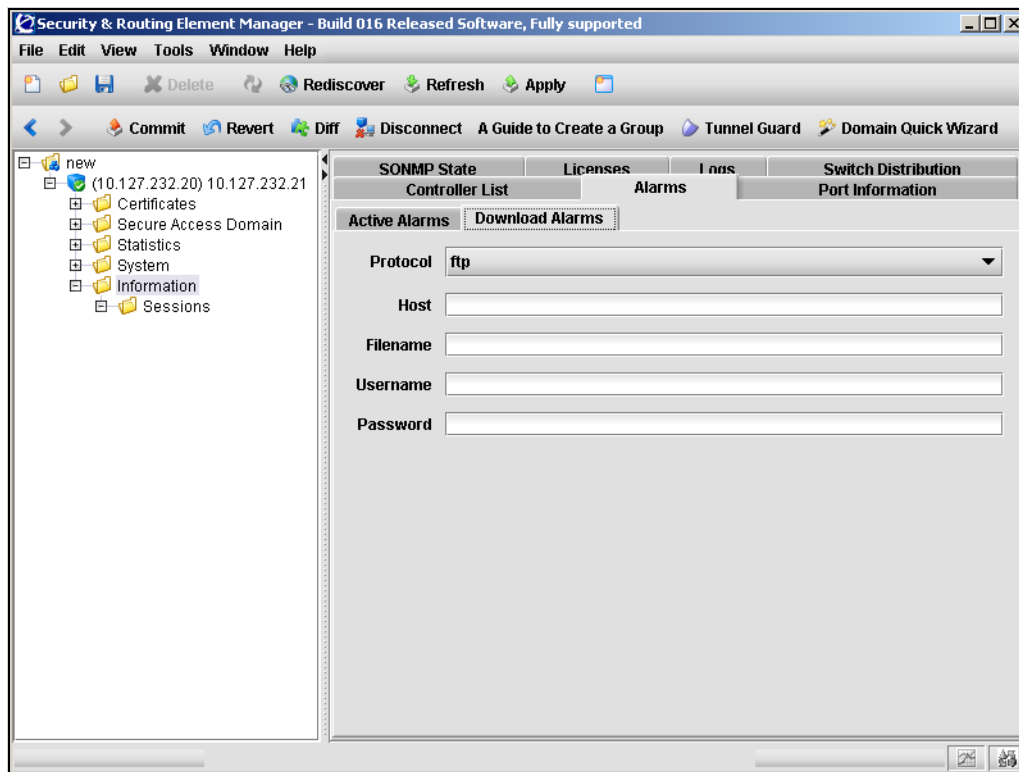 Security & Routing Element Manager - Build 016 Released Software, Fully supported
File Edit View Tools Window Help
Delete Rediscover Refresh Apply
Commit Revert Diff Disconnect A Guide to Create a Group Tunnel Guard Domain Quick Wizard
new
(10.127.232.20) 10.127.232.21
Certificates
Secure Access Domain
Statistics
System
Information
Sessions
SONMP State Licenses Logs Switch Distribution
Controller List Alarms Port Information
Active Alarms Download Alarms
Protocol ftp
Host
Filename
Username
Password